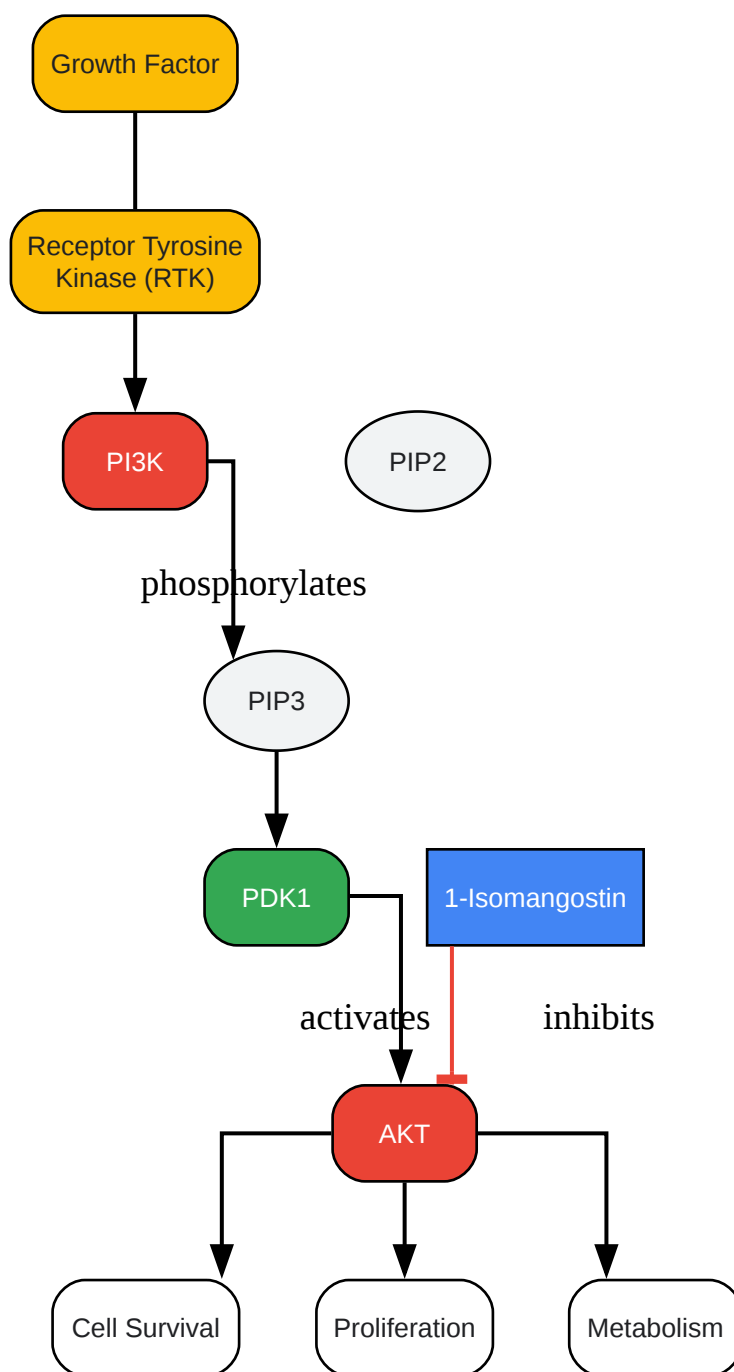 Growth Factor
Receptor Tyrosine
Kinase (RTK)
PI3K
PIP2
phosphorylates
PIP3
PDK1
1-Isomangostin
activates
inhibits
AKT
Cell Survival
Proliferation
Metabolism